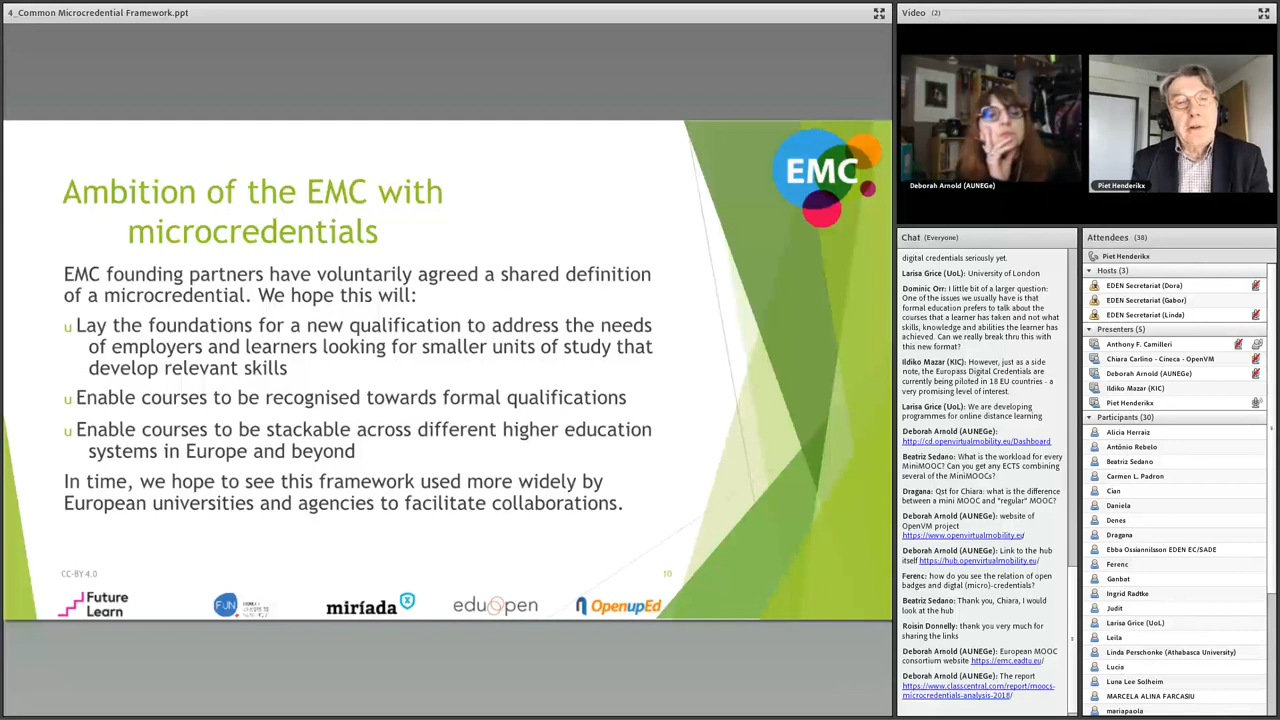 4_Common Microcredential Framework.ppt
EMC
Ambition of the EMC with
microcredentials
EMC founding partners have voluntarily agreed a shared definition
of a microcredential. We hope this will:
u Lay the foundations for a new qualification to address the needs
of employers and learners looking for smaller units of study that
develop relevant skills
u Enable courses to be recognised towards formal qualifications
u Enable courses to be stackable across different higher education
systems in Europe and beyond
In time, we hope to see this framework used more widely by
European universities and agencies to facilitate collaborations.
CC-BY 4.0
10
Future
Learn
FUN
miríada
edu open
OpenupEd
Video (2)
Deborah Arnold (AUNEGe)
Piet Henderikx
Chat (Everyone)
digital credentials seriously yet.
Larisa Grice (UoL): University of London
Dominic Orr: I little bit of a larger question:
One of the issues we usually have is that
formal education prefers to talk about the
courses that a learner has taken and not what
skills, knowledge and abilities the learner has
achieved. Can we really break thru this with
this new format?
Ildiko Mazar (KIC): However, just as a side
note, the Europass Digital Credentials are
currently being piloted in 18 EU countries - a
very promising level of interest.
Larisa Grice (UoL): We are developing
programmes for online distance learning
Deborah Arnold (AUNEGe):
http://cd.openvirtualmobility.eu/Dashboard
Beatriz Sedano: What is the workload for every
MiniMOOC? Can you get any ECTS combining
several of the MiniMOOCs?
Dragana: Qst for Chiara: what is the difference
between a mini MOOC and "regular" MOOC?
Deborah Arnold (AUNEGe): website of
OpenVM project
https://www.openvirtualmobility.eu/
Deborah Arnold (AUNEGe): Link to the hub
itself https://hub.openvirtualmobility.eu/
Ferenc: how do you see the relation of open
badges and digtal (micro)-credentials?
Beatriz Sedano: Thank you, Chiara, I would
look at the hub
Roisin Donnelly: thank you very much for
sharing the links
Deborah Arnold (AUNEGe): European MOOC
consortium website https://emc.eadtu.eu/
Deborah Arnold (AUNEGe): The report
https://www.classcentral.com/report/moocs-
microcredentials-analysis-2018/
Attendees (38)
Piet Henderikx
Hosts (3)
EDEN Secretariat (Dora)
EDEN Secretariat (Gabor)
EDEN Secretariat (Linda)
Presenters (5)
Anthony F. Camilleri
Chiara Carlino - Cineca - OpenVM
Deborah Arnold (AUNEGe)
Ildiko Mazar (KIC)
Piet Henderikx
Participants (30)
Alicia Herraiz
António Rebelo
Beatriz Sedano
Carmen L. Padron
Cian
Daniela
Denes
Dragana
Ebba Ossiannilsson EDEN EC/SADE
Ferenc
Ganbat
Ingrid Radtke
Judit
Larisa Grice (UoL)
Leila
Linda Perschonke (Athabasca University)
Lucia
Luna Lee Solheim
MARCELA ALINA FARCASIU
mariapaola